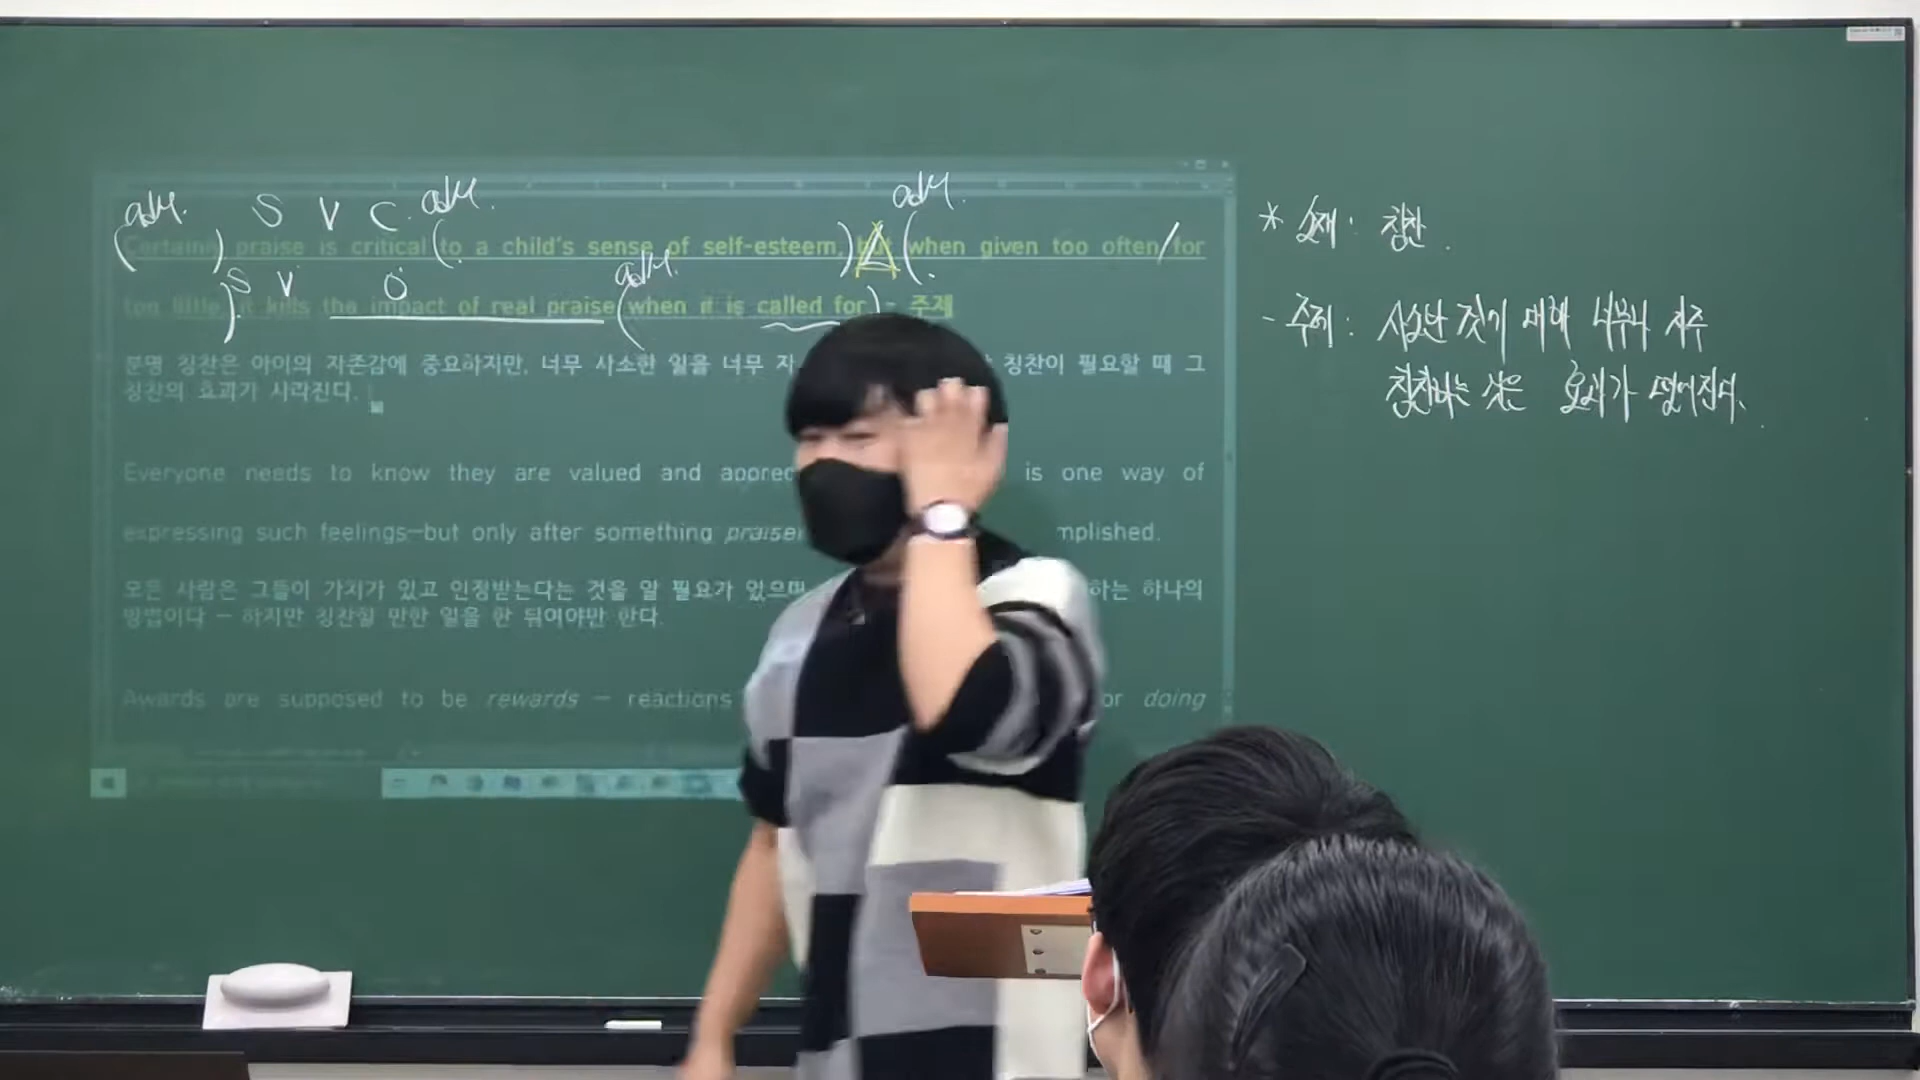 adv. S V C. adv. adv.
(Certainly) praise is critical (to a child's sense of self-esteem,) but (when given too often/for
S V O adv.
too little,) it kills the impact of real praise (when it is called for) - 주제
분명 칭찬은 아이의 자존감에 중요하지만, 너무 사소한 일을 너무 자 칭찬이 필요할 때 그
칭찬의 효과가 사라진다.
Everyone needs to know they are valued and apprec is one way of
expressing such feelings—but only after something praisew mplished.
모든 사람은 그들이 가치가 있고 인정받는다는 것을 알 필요가 있으며 하는 하나의
방법이다 - 하지만 칭찬할 만한 일을 한 뒤이야만 한다.
Awards are supposed to be rewards — reactions or doing
* 소재 : 칭찬.
- 주제 : 사소한 것에 대해 너무나 자주
칭찬하는 것은 효과가 떨어진다.